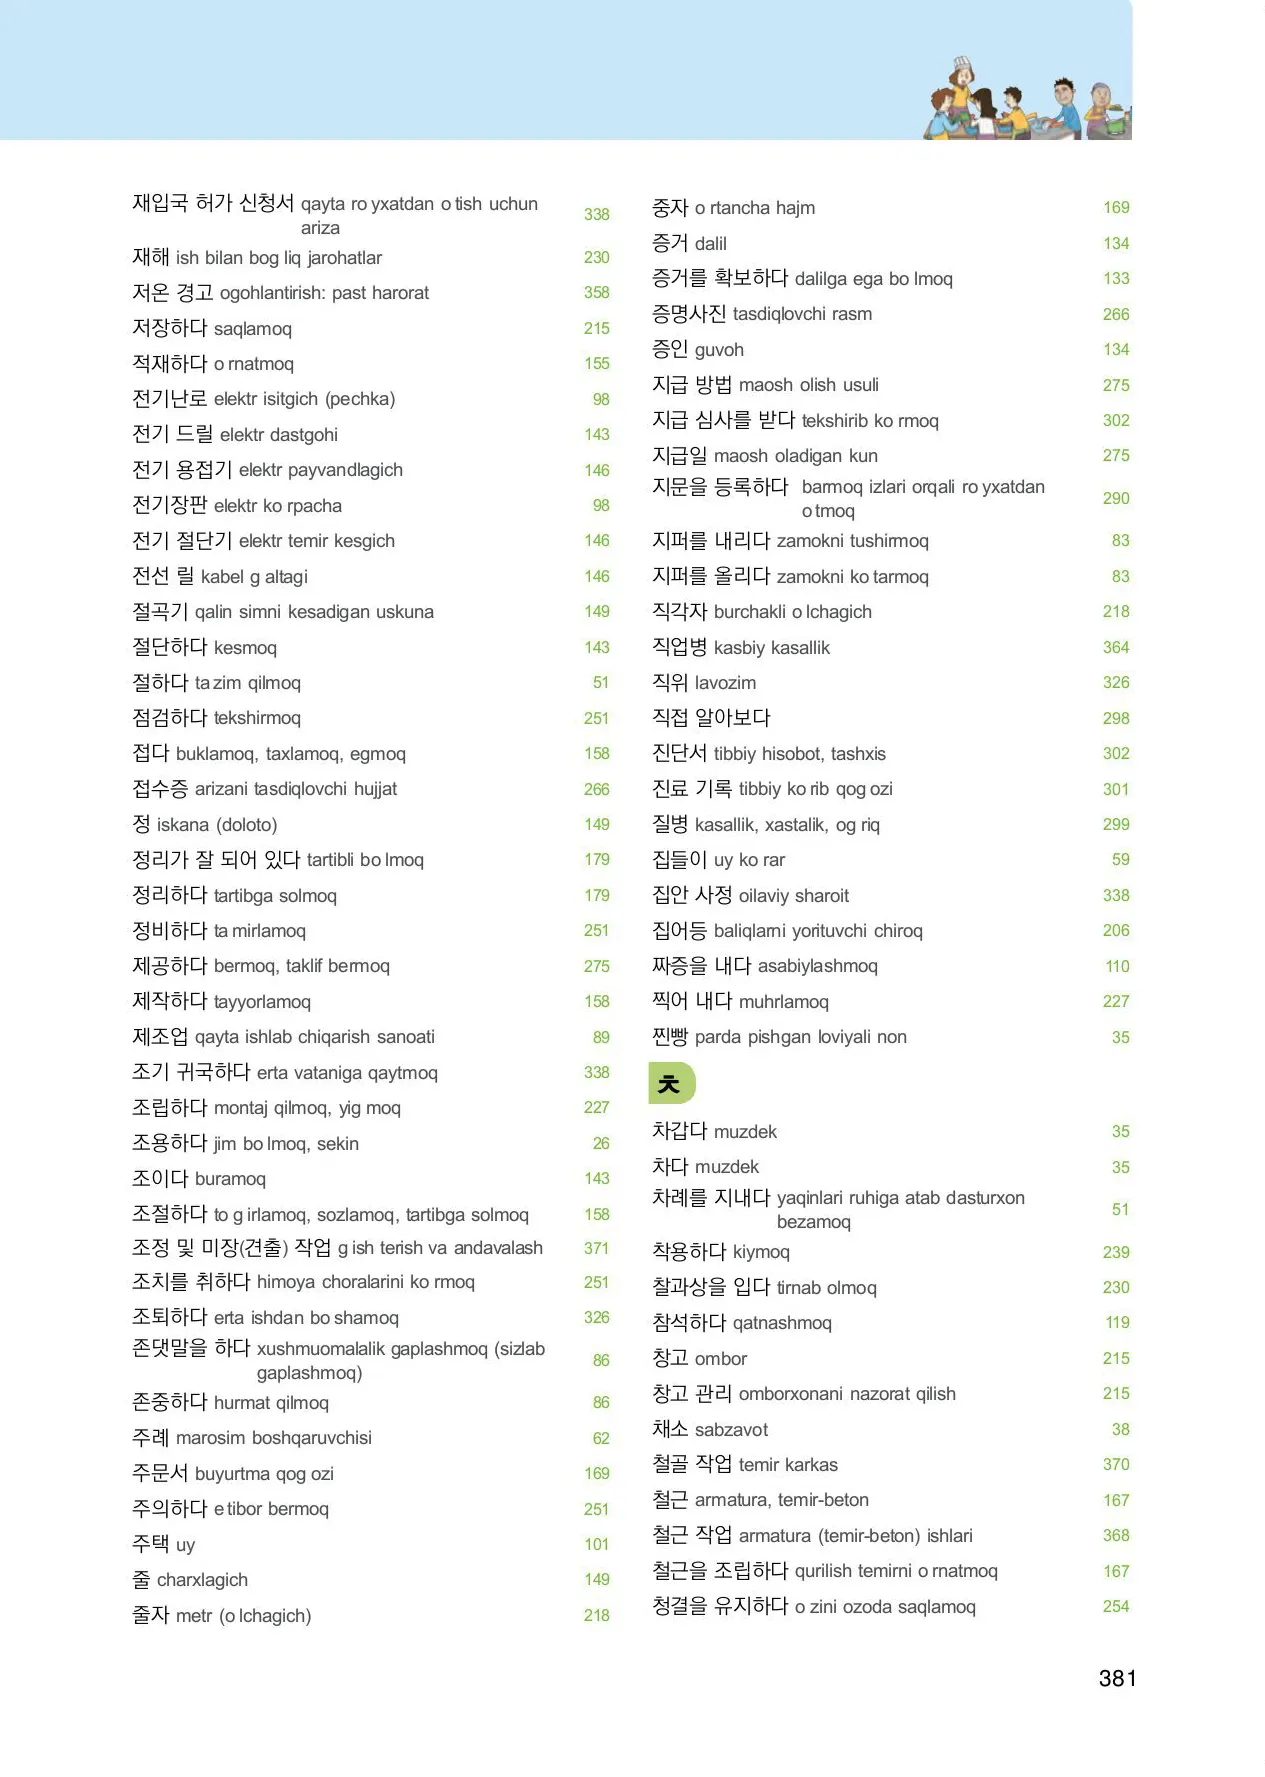 재입국 허가 신청서 qayta ro yxatdan o tish uchun
ariza 338
재해 ish bilan bog liq jarohatlar 230
저온 경고 ogohlantirish: past harorat 358
저장하다 saqlamoq 215
적재하다 o rnatmoq 155
전기난로 elektr isitgich (pechka) 98
전기 드릴 elektr dastgohi 143
전기 용접기 elektr payvandlagich 146
전기장판 elektr ko rpacha 98
전기 절단기 elektr temir kesgich 146
전선 릴 kabel g altagi 146
절곡기 qalin simni kesadigan uskuna 149
절단하다 kesmoq 143
절하다 ta zim qilmoq 51
점검하다 tekshirmoq 251
접다 buklamoq, taxlamoq, egmoq 158
접수증 arizani tasdiqlovchi hujjat 266
정 iskana (doloto) 149
정리가 잘 되어 있다 tartibli bo lmoq 179
정리하다 tartibga solmoq 179
정비하다 ta mirlamoq 251
제공하다 bermoq, taklif bermoq 275
제작하다 tayyorlamoq 158
제조업 qayta ishlab chiqarish sanoati 89
조기 귀국하다 erta vataniga qaytmoq 338
조립하다 montaj qilmoq, yig moq 227
조용하다 jim bo lmoq, sekin 26
조이다 buramoq 143
조절하다 to g irlamoq, sozlamoq, tartibga solmoq 158
조정 및 미장(견출) 작업 g ish terish va andavalash 371
조치를 취하다 himoya choralarini ko rmoq 251
조퇴하다 erta ishdan bo shamoq 326
존댓말을 하다 xushmuomalalik gaplashmoq (sizlab
gaplashmoq) 86
존중하다 hurmat qilmoq 86
주례 marosim boshqaruvchisi 62
주문서 buyurtma qog ozi 169
주의하다 e tibor bermoq 251
주택 uy 101
줄 charxlagich 149
줄자 metr (o lchagich) 218
중자 o rtancha hajm 169
증거 dalil 134
증거를 확보하다 dalilga ega bo lmoq 133
증명사진 tasdiqlovchi rasm 266
증인 guvoh 134
지급 방법 maosh olish usuli 275
지급 심사를 받다 tekshirib ko rmoq 302
지급일 maosh oladigan kun 275
지문을 등록하다 barmoq izlari orqali ro yxatdan
o tmoq 290
지퍼를 내리다 zamokni tushirmoq 83
지퍼를 올리다 zamokni ko tarmoq 83
직각자 burchakli o lchagich 218
직업병 kasbiy kasallik 364
직위 lavozim 326
직접 알아보다 298
진단서 tibbiy hisobot, tashxis 302
진료 기록 tibbiy ko rib qog ozi 301
질병 kasallik, xastalik, og riq 299
집들이 uy ko rar 59
집안 사정 oilaviy sharoit 338
집어등 baliqlarni yorituvchi chiroq 206
짜증을 내다 asabiylashmoq 110
찍어 내다 muhrlamoq 227
찐빵 parda pishgan loviyali non 35
ㅊ
차갑다 muzdek 35
차다 muzdek 35
차례를 지내다 yaqinlari ruhiga atab dasturxon
bezamoq 51
착용하다 kiymoq 239
찰과상을 입다 tirnab olmoq 230
참석하다 qatnashmoq 119
창고 ombor 215
창고 관리 omborxonani nazorat qilish 215
채소 sabzavot 38
철골 작업 temir karkas 370
철근 armatura, temir-beton 167
철근 작업 armatura (temir-beton) ishlari 368
철근을 조립하다 qurilish temirni o rnatmoq 167
청결을 유지하다 o zini ozoda saqlamoq 254
381